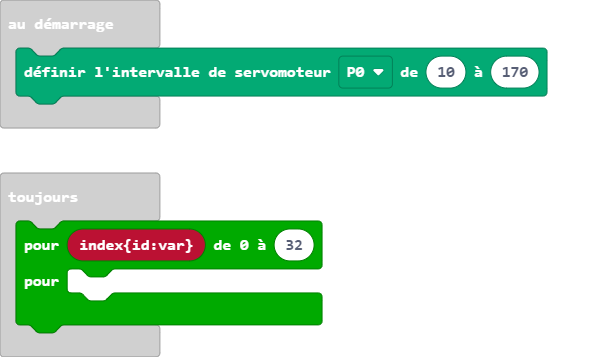 au démarrage
définir l'intervalle de servomoteur P0 de 10 à 170
toujours
pour index{id:var} de 0 à 32
pour